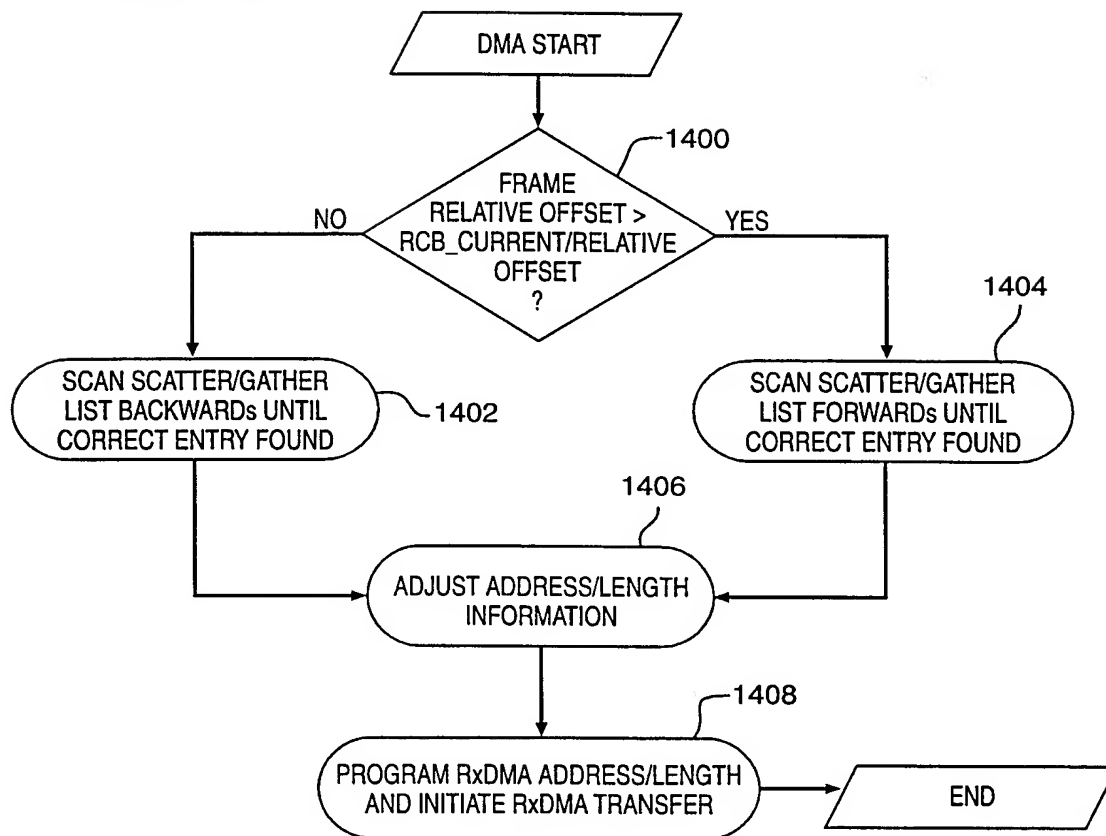 DMA START
1400
FRAME
RELATIVE OFFSET >
RCB_CURRENT/RELATIVE
OFFSET
?
NO
YES
1404
SCAN SCATTER/GATHER
LIST BACKWARDs UNTIL
CORRECT ENTRY FOUND
1402
SCAN SCATTER/GATHER
LIST FORWARDs UNTIL
CORRECT ENTRY FOUND
1406
ADJUST ADDRESS/LENGTH
INFORMATION
1408
PROGRAM RxDMA ADDRESS/LENGTH
AND INITIATE RxDMA TRANSFER
END